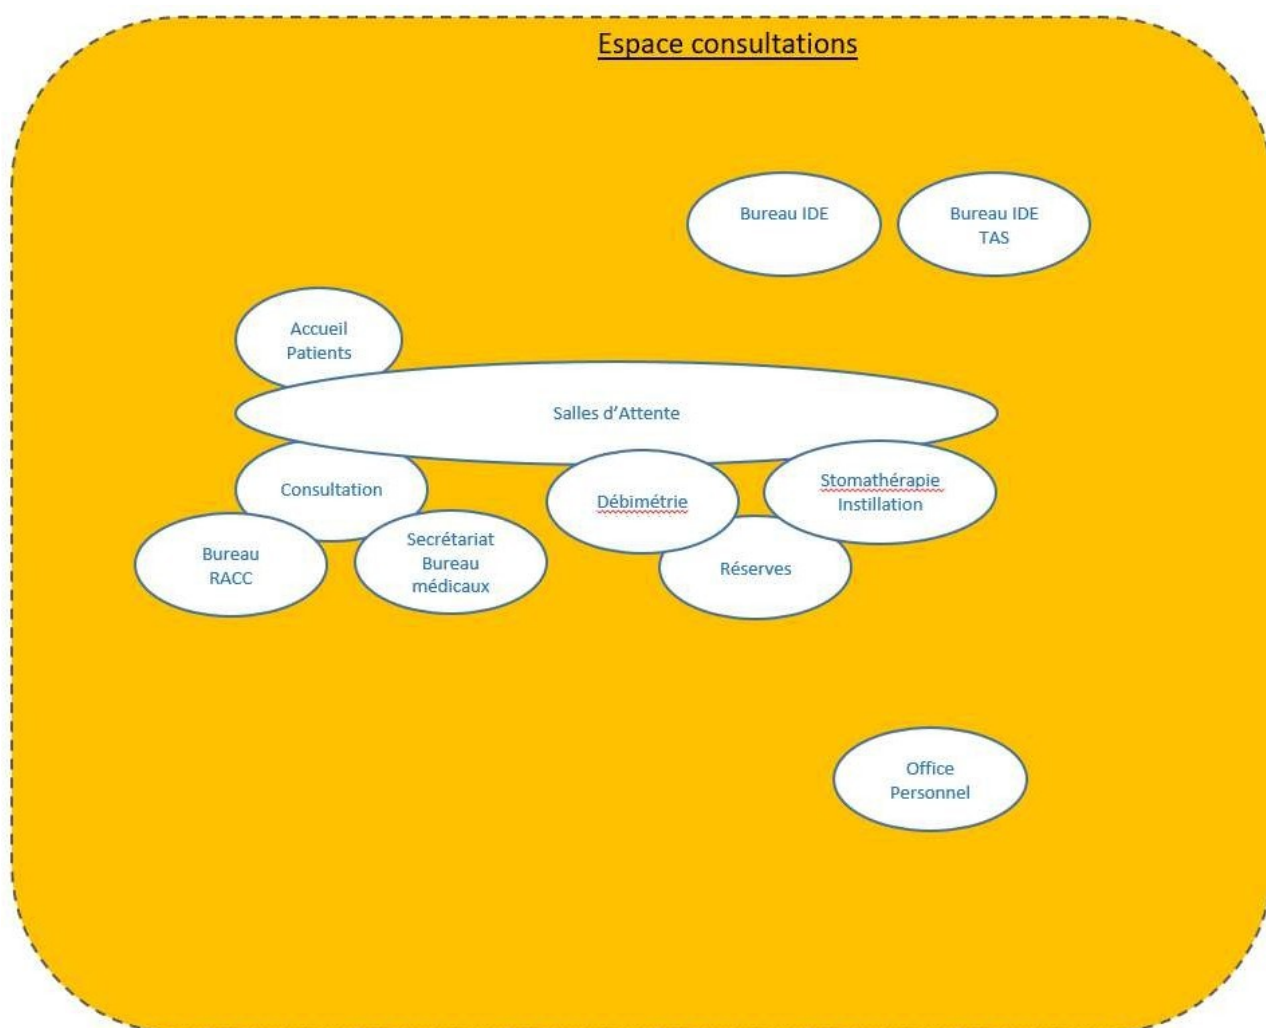 Espace consultations
Bureau IDE
Bureau IDE
TAS
Accueil
Patients
Salles d’Attente
Consultation
Débimétrie
Stomathérapie
Instillation
Bureau
RACC
Secrétariat
Bureau
médicaux
Réserves
Office
Personnel